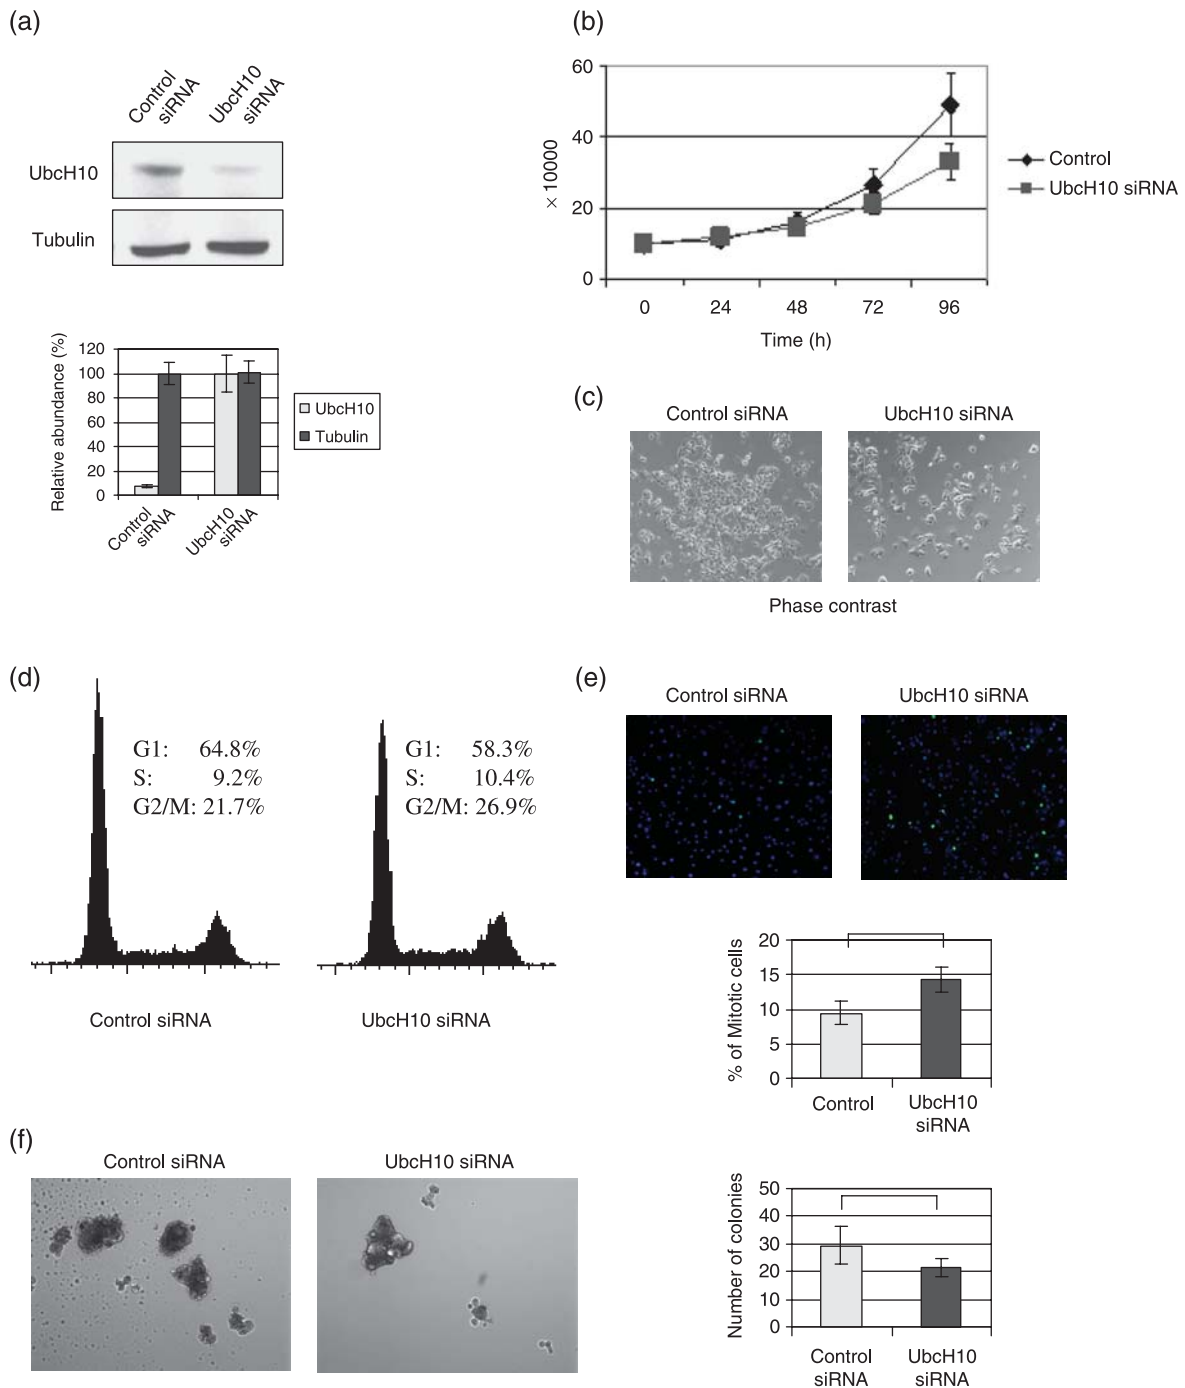 (a)
Control
siRNA
UbcH10
siRNA
UbcH10
Tubulin
Relative abundance (%)
120
100
80
60
40
20
0
Control
siRNA
UbcH10
siRNA
UbcH10
Tubulin
(b)
× 10000
60
40
20
0
0 24 48 72 96
Time (h)
Control
UbcH10 siRNA
(c)
Control siRNA
UbcH10 siRNA
Phase contrast
(d)
G1: 64.8%
S: 9.2%
G2/M: 21.7%
Control siRNA
G1: 58.3%
S: 10.4%
G2/M: 26.9%
UbcH10 siRNA
(e)
Control siRNA
UbcH10 siRNA
% of Mitotic cells
20
15
10
5
0
Control
UbcH10
siRNA
(f)
Control siRNA
UbcH10 siRNA
Number of colonies
50
40
30
20
10
0
Control
siRNA
UbcH10
siRNA